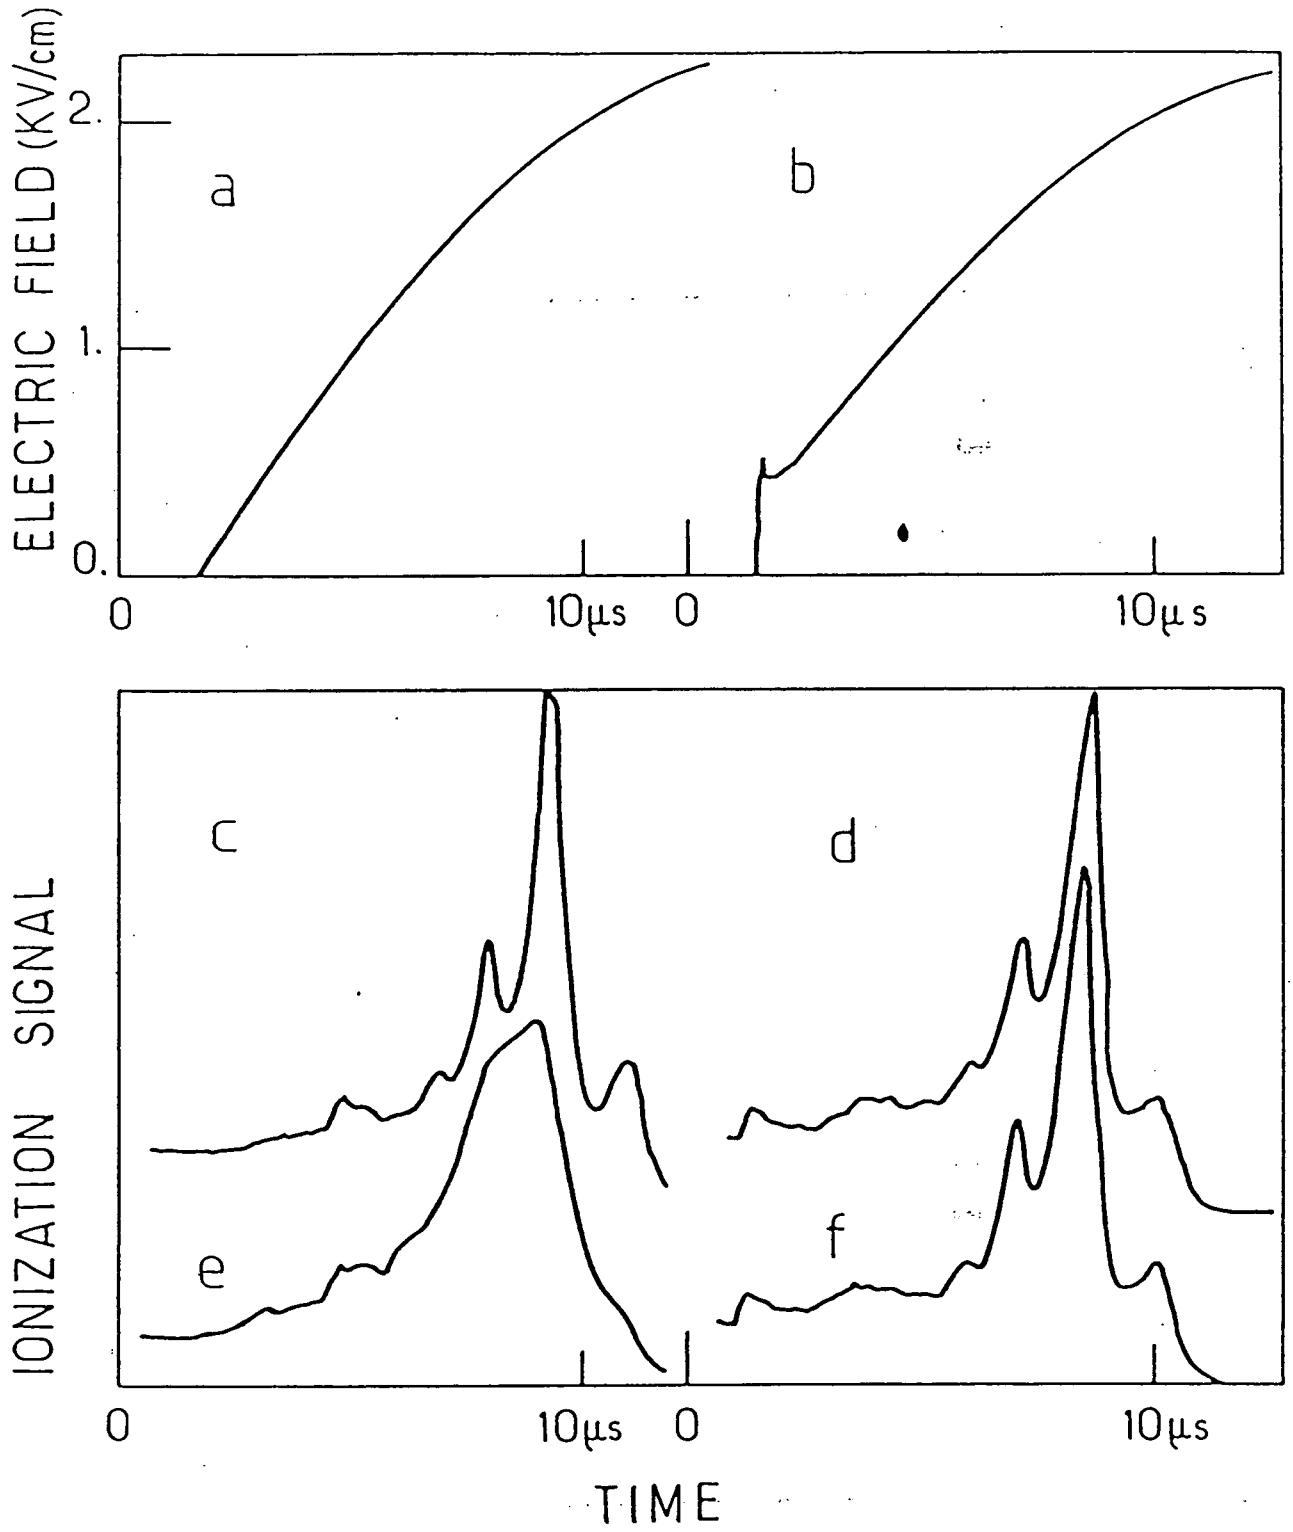 ELECTRIC FIELD (KV/cm)
2.
1.
0.
a
b
0
10μs
0
10μs
IONIZATION SIGNAL
c
d
e
f
0
10μs
0
10μs
TIME